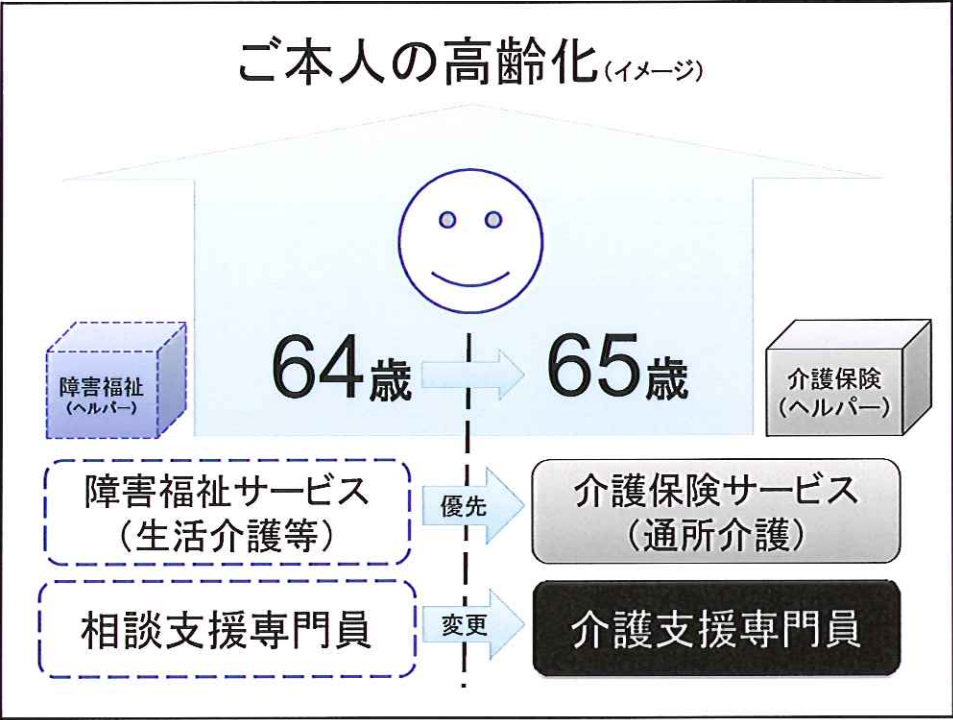 ご本人の高齢化(イメージ)
64歳
65歳
障害福祉
(ヘルパー)
介護保険
(ヘルパー)
障害福祉サービス
(生活介護等)
優先
介護保険サービス
(通所介護)
相談支援専門員
変更
介護支援専門員